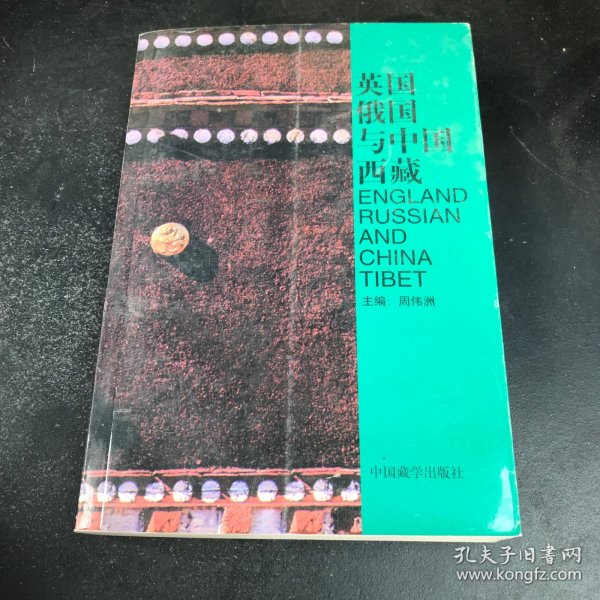 英国
俄国
与中国
西藏
ENGLAND
RUSSIAN
AND
CHINA
TIBET
主编：周伟洲
中国藏学出版社
孔夫子旧书网
www.kongfz.com